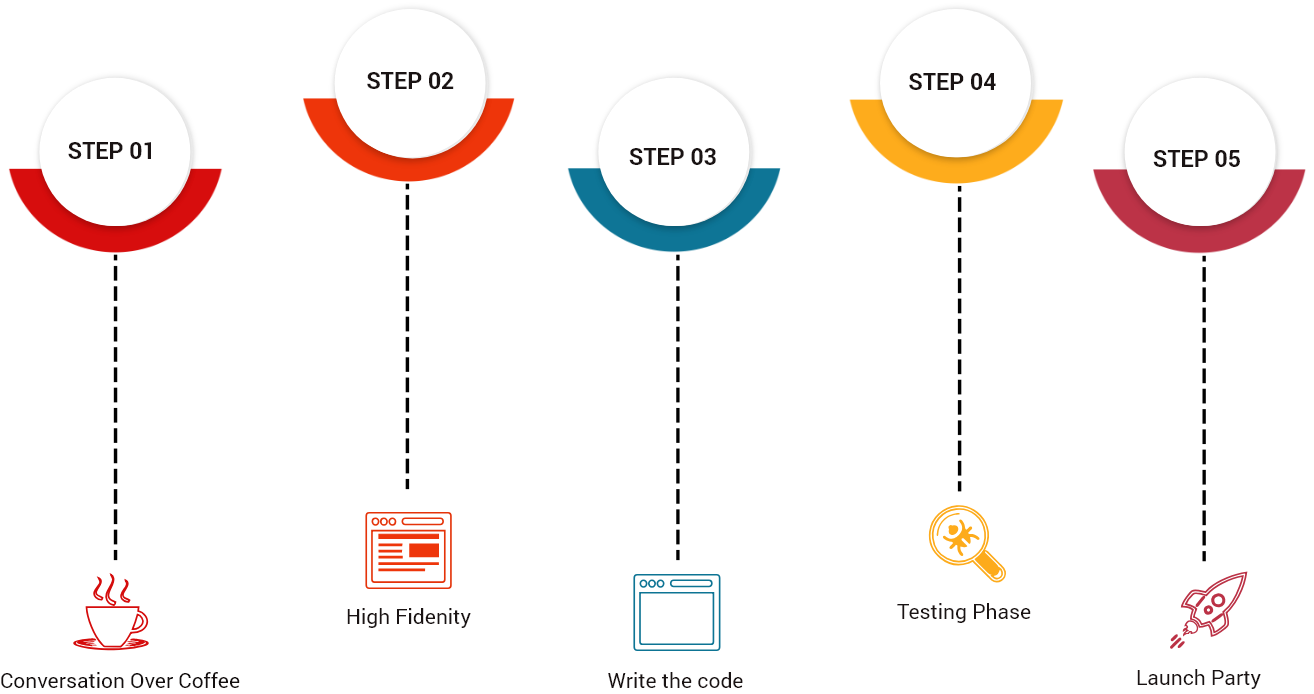 STEP 01
STEP 02
STEP 03
STEP 04
STEP 05
Conversation Over Coffee
High Fidenity
Write the code
Testing Phase
Launch Party